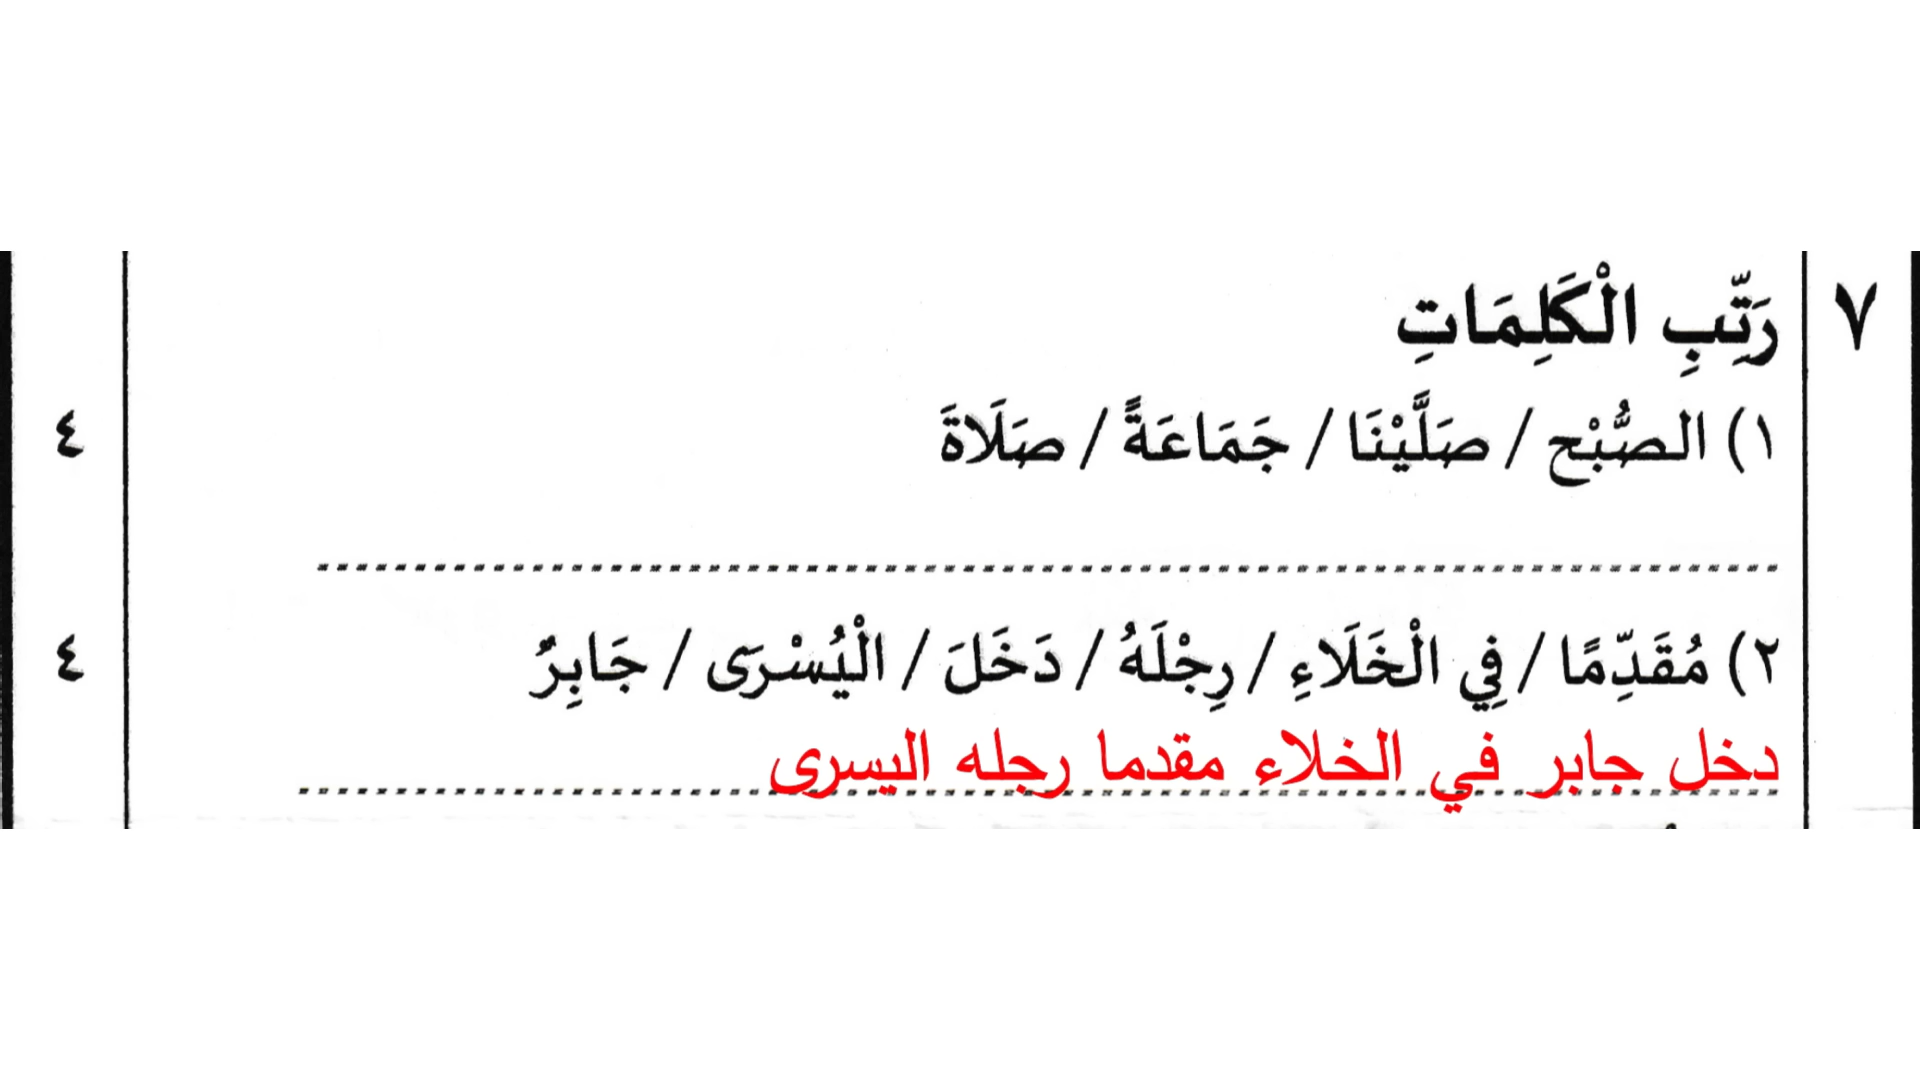 ٧ رَتِّبِ الْكَلِمَاتِ
١) الصُّبْح / صَلَّيْنَا / جَمَاعَةً / صَلَاةَ ٤
٢) مُقَدِّمًا / فِي الْخَلَاءِ / رِجْلَهُ / دَخَلَ / الْيُسْرَى / جَابِرٌ ٤
دخل جابر في الخلاء مقدما رجله اليسرى